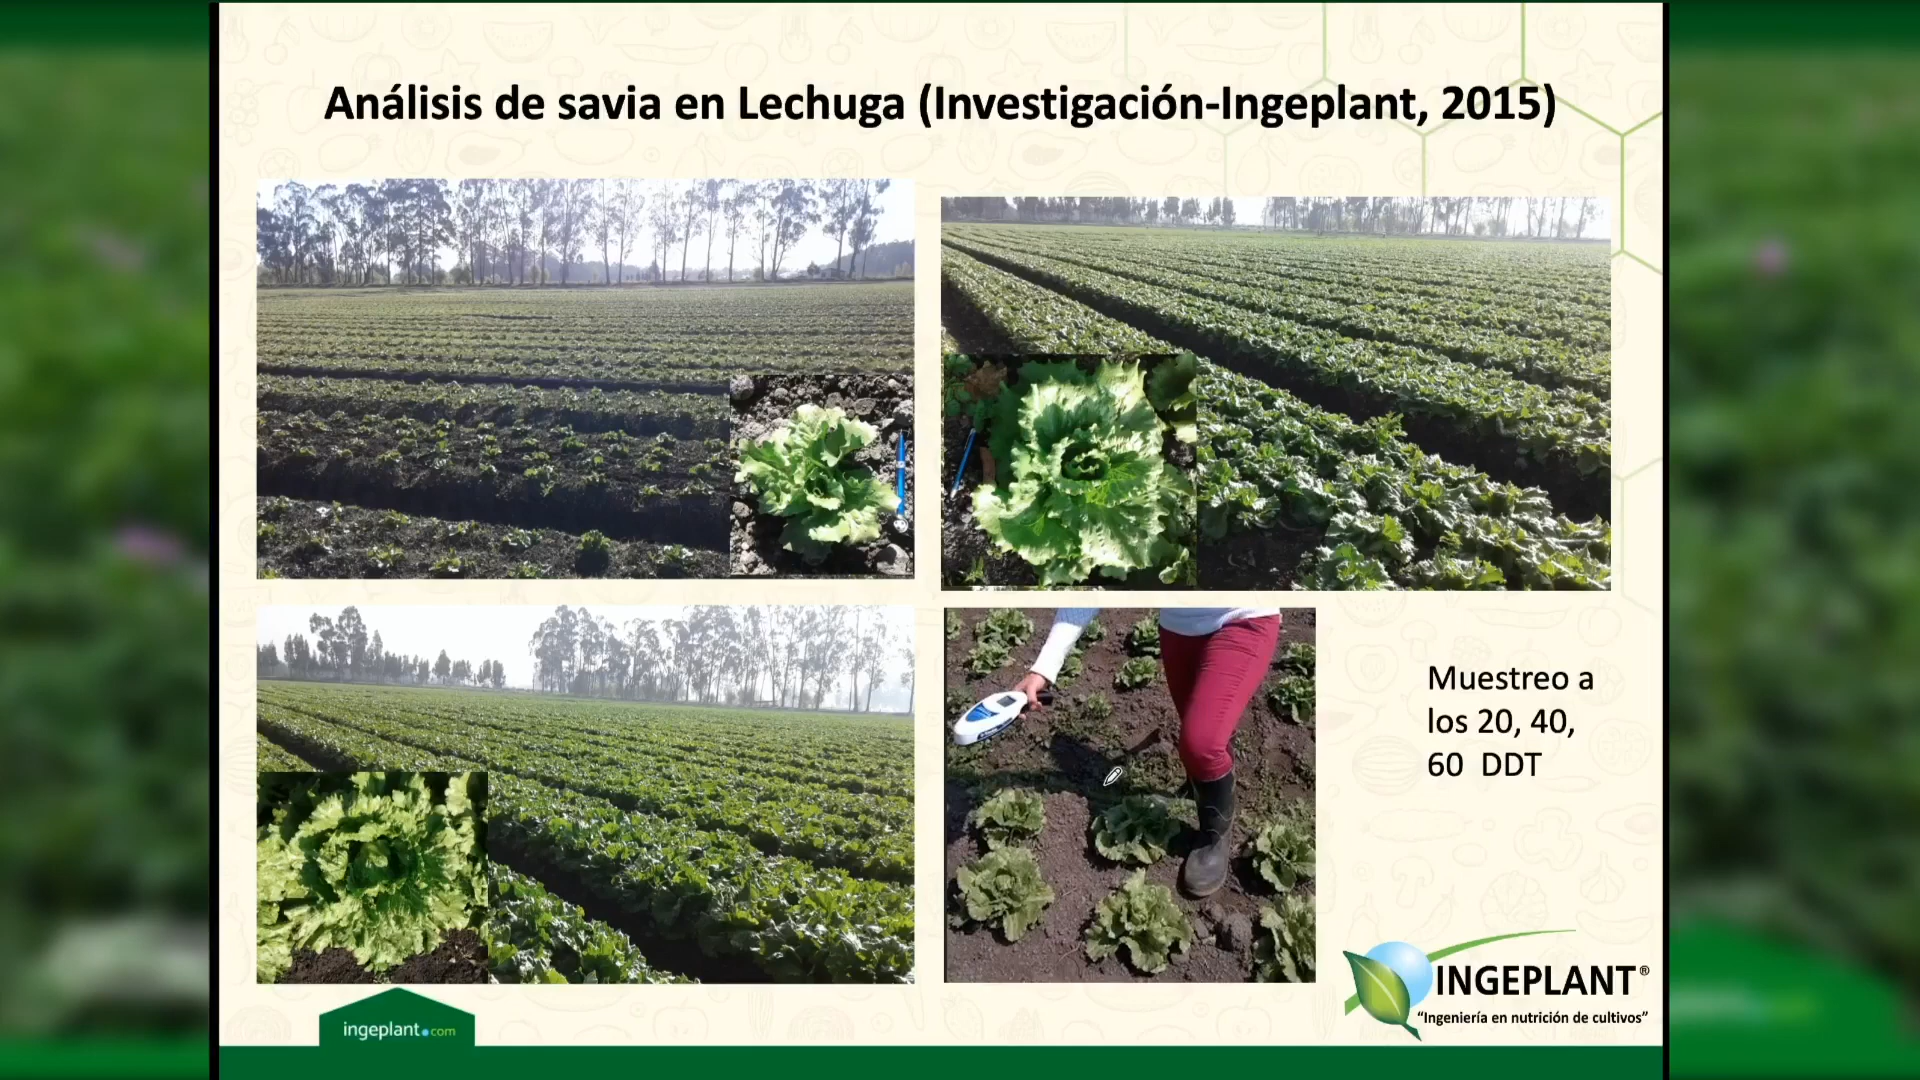 Análisis de savia en Lechuga (Investigación-Ingeplant, 2015)
Muestreo a
los 20, 40,
60 DDT
INGEPLANT®
“Ingeniería en nutrición de cultivos”
ingeplant.com